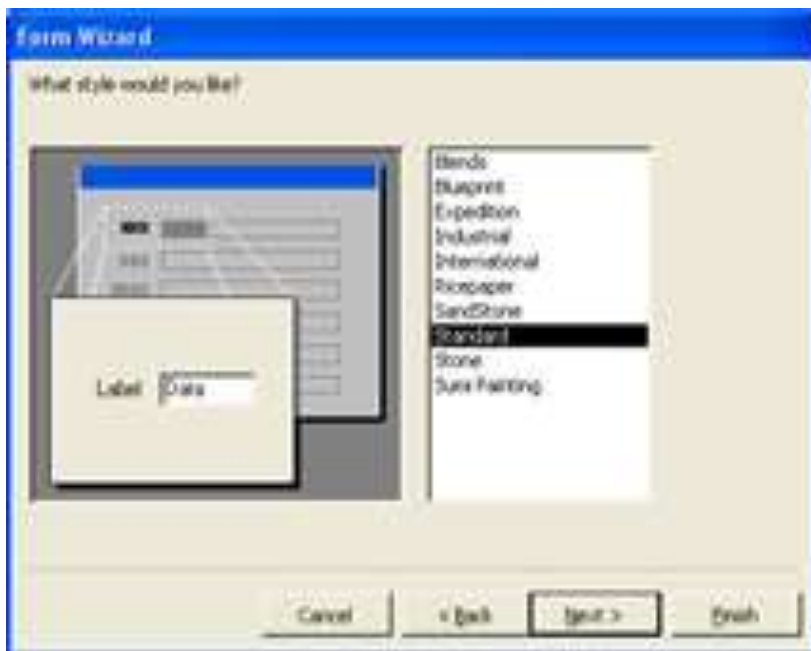 Form Wizard
What style would you like?
Blends
Blueprint
Expedition
Industrial
International
Ricepaper
SandStone
Standard
Stone
Sumi Painting
Label Data
Cancel < Back Next > Finish